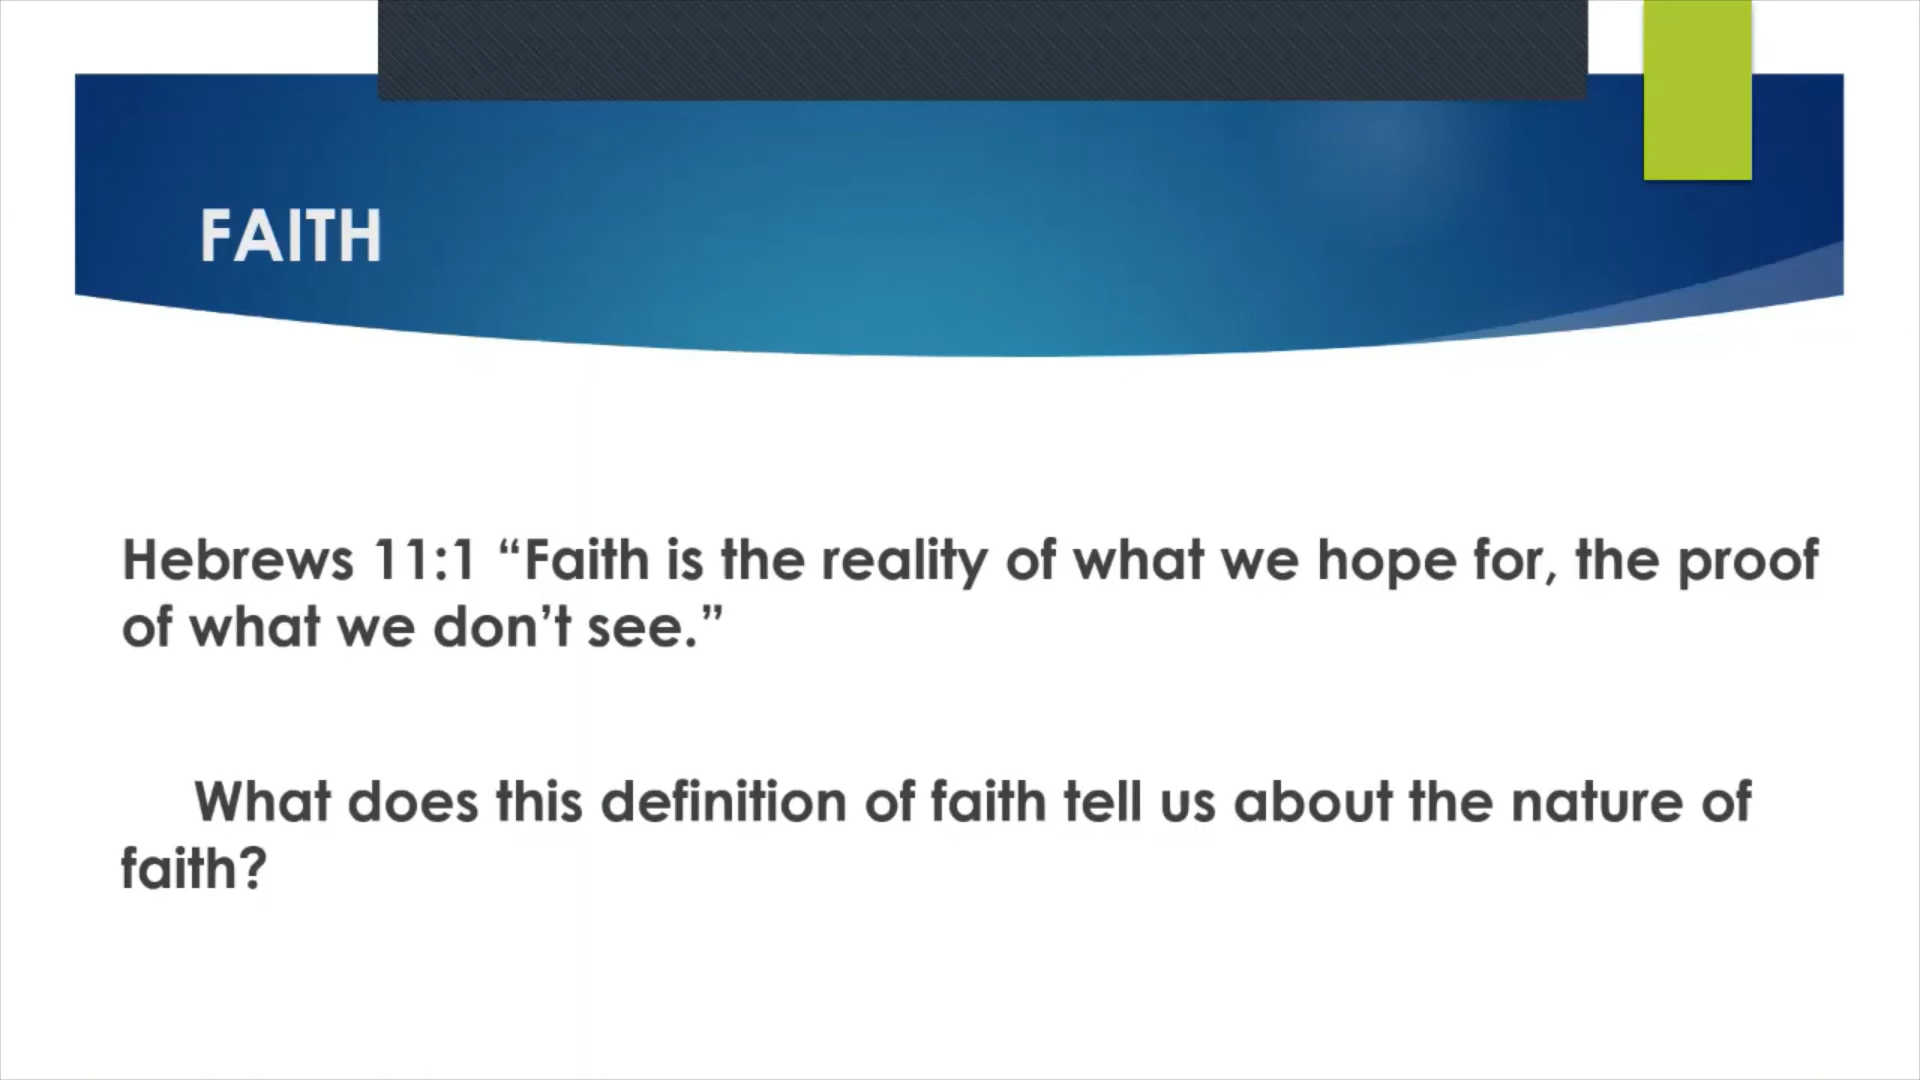 FAITH
Hebrews 11:1 “Faith is the reality of what we hope for, the proof
of what we don’t see.”
What does this definition of faith tell us about the nature of
faith?